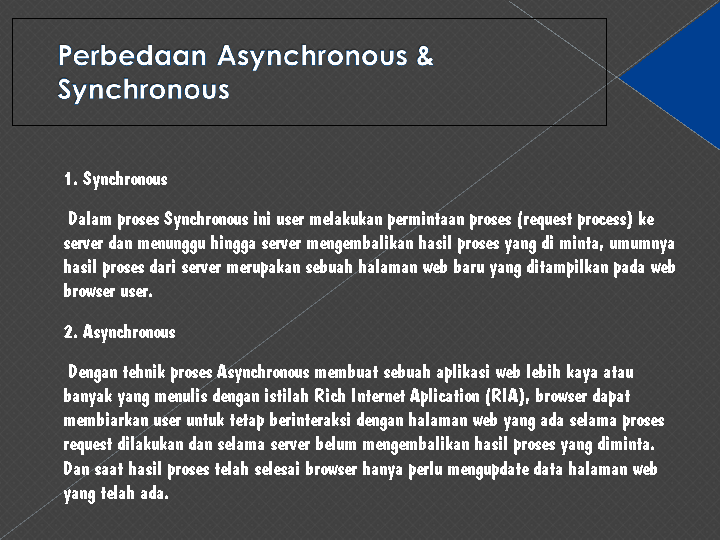 Perbedaan Asynchronous &
Synchronous
1. Synchronous
Dalam proses Synchronous ini user melakukan permintaan proses (request process) ke
server dan menunggu hingga server mengembalikan hasil proses yang di minta, umumnya
hasil proses dari server merupakan sebuah halaman web baru yang ditampilkan pada web
browser user.
2. Asynchronous
Dengan tehnik proses Asynchronous membuat sebuah aplikasi web lebih kaya atau
banyak yang menulis dengan istilah Rich Internet Aplication (RIA), browser dapat
membiarkan user untuk tetap berinteraksi dengan halaman web yang ada selama proses
request dilakukan dan selama server belum mengembalikan hasil proses yang diminta.
Dan saat hasil proses telah selesai browser hanya perlu mengupdate data halaman web
yang telah ada.